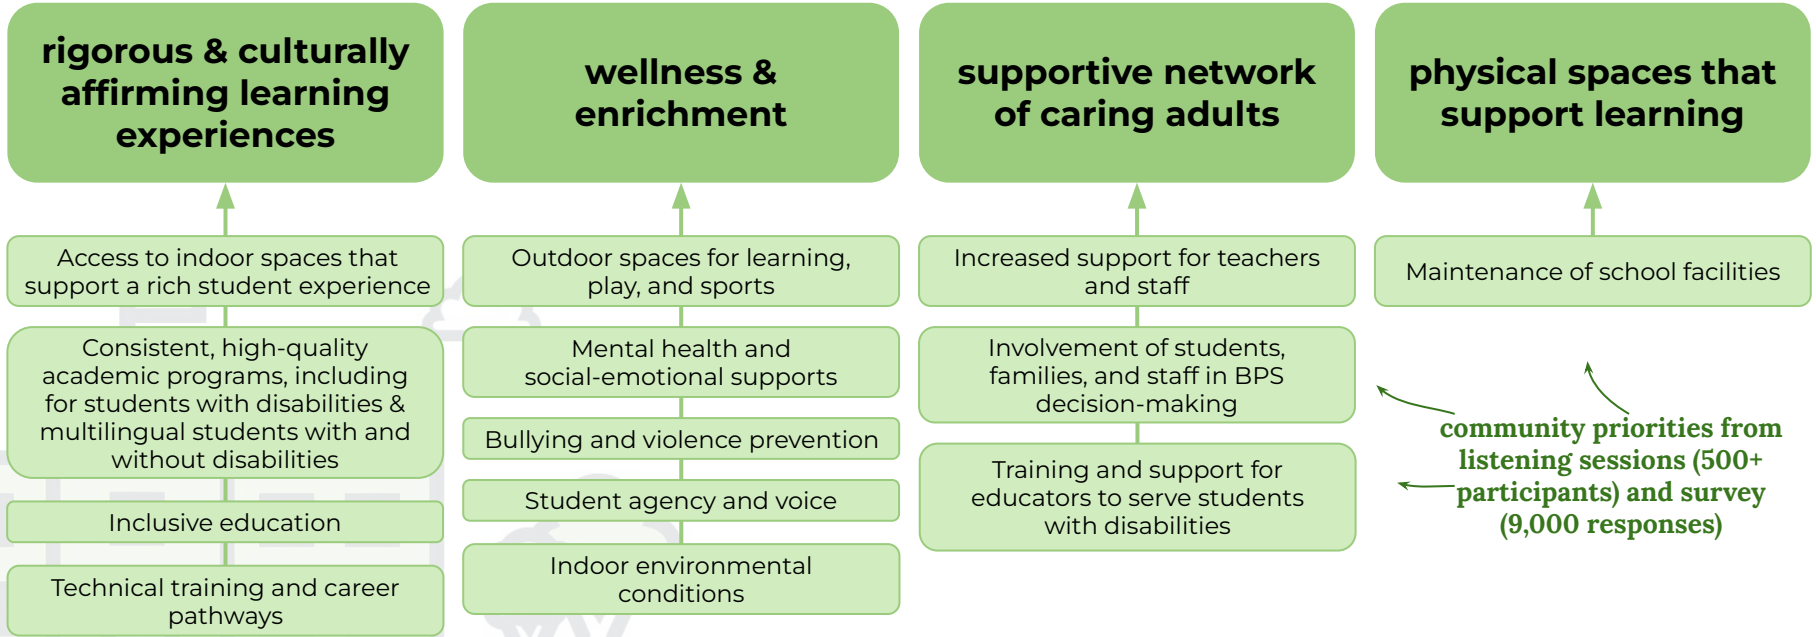 rigorous & culturally
affirming learning
experiences
Access to indoor spaces that
support a rich student experience
Consistent, high-quality
academic programs, including
for students with disabilities &
multilingual students with and
without disabilities
Inclusive education
Technical training and career
pathways
wellness &
enrichment
Outdoor spaces for learning,
play, and sports
Mental health and
social-emotional supports
Bullying and violence prevention
Student agency and voice
Indoor environmental
conditions
supportive network
of caring adults
Increased support for teachers
and staff
Involvement of students,
families, and staff in BPS
decision-making
Training and support for
educators to serve students
with disabilities
physical spaces that
support learning
Maintenance of school facilities
community priorities from
listening sessions (500+
participants) and survey
(9,000 responses)